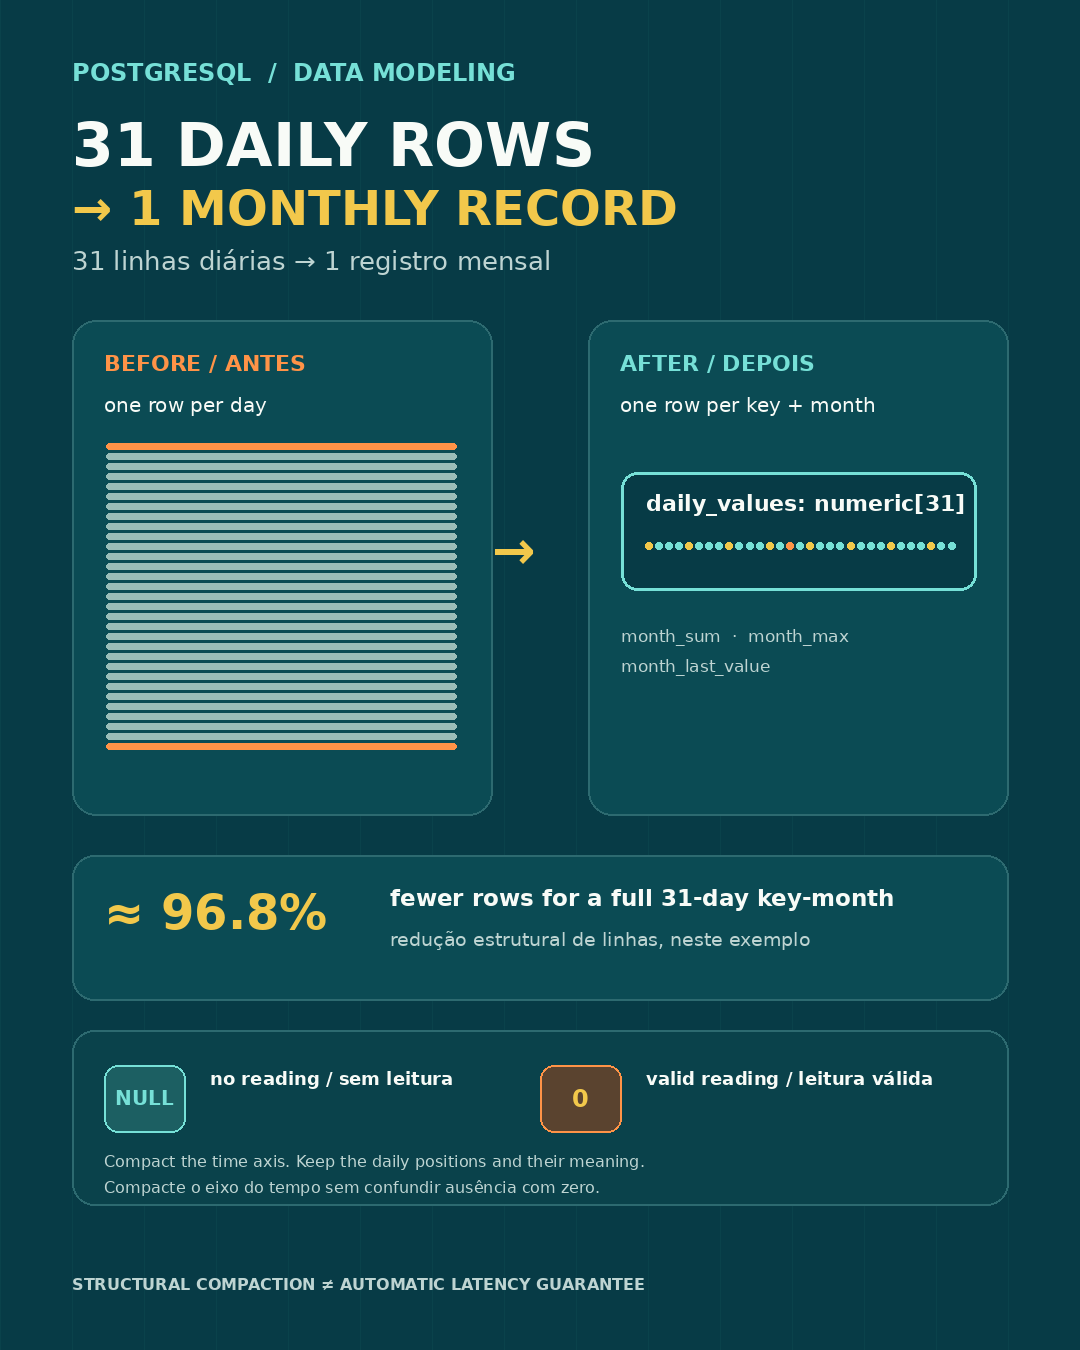 POSTGRESQL / DATA MODELING
31 DAILY ROWS
→ 1 MONTHLY RECORD
31 linhas diárias → 1 registro mensal
BEFORE / ANTES
one row per day
→
AFTER / DEPOIS
one row per key + month
daily_values: numeric[31]
month_sum · month_max
month_last_value
≈ 96.8%
fewer rows for a full 31-day key-month
redução estrutural de linhas, neste exemplo
NULL
no reading / sem leitura
0
valid reading / leitura válida
Compact the time axis. Keep the daily positions and their meaning.
Compacte o eixo do tempo sem confundir ausência com zero.
STRUCTURAL COMPACTION ≠ AUTOMATIC LATENCY GUARANTEE